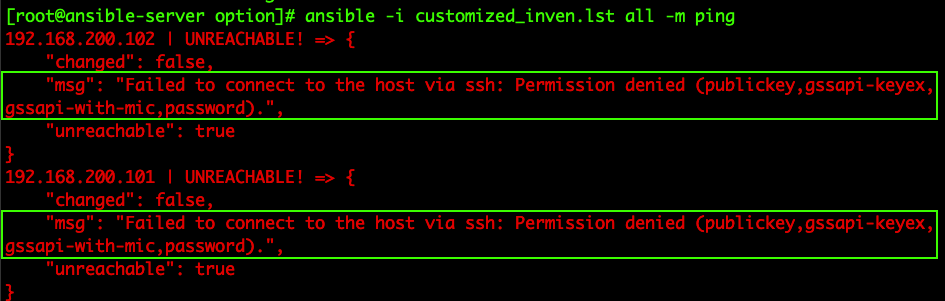 [root@ansible-server option]# ansible -i customized_inven.lst all -m ping
192.168.200.102 | UNREACHABLE! => {
    "changed": false,
    "msg": "Failed to connect to the host via ssh: Permission denied (publickey,gssapi-keyex,
gssapi-with-mic,password).",
    "unreachable": true
}
192.168.200.101 | UNREACHABLE! => {
    "changed": false,
    "msg": "Failed to connect to the host via ssh: Permission denied (publickey,gssapi-keyex,
gssapi-with-mic,password).",
    "unreachable": true
}